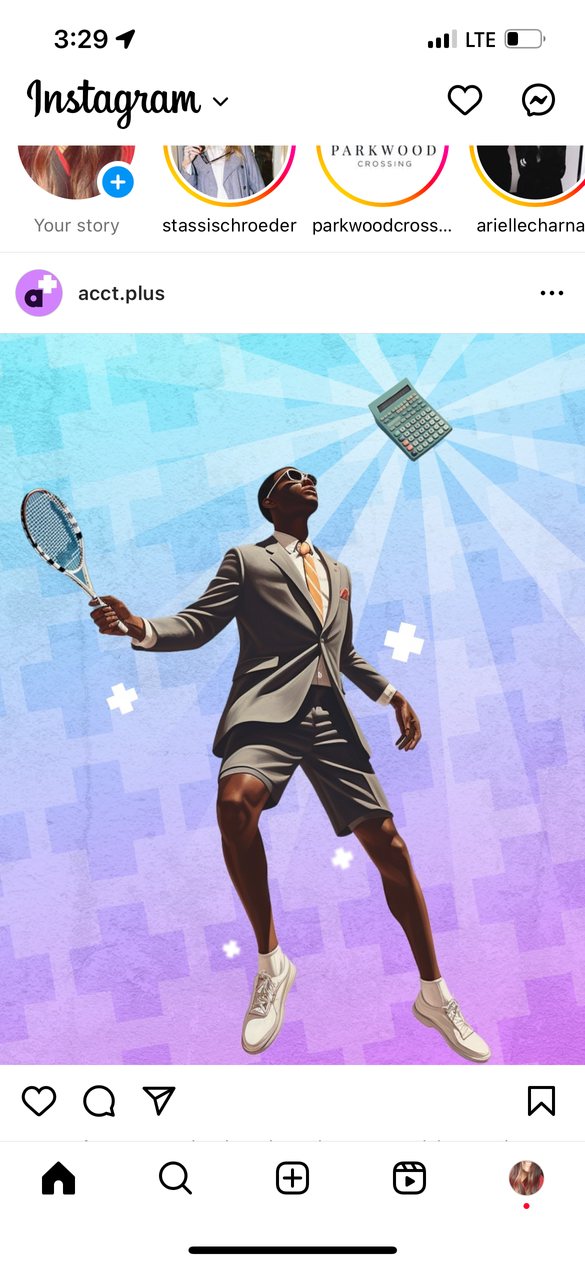 3:29
LTE
Instagram
PARKWOOD
CROSSING
Your story
stassischroeder
parkwoodcross...
ariellecharna
a
acct.plus